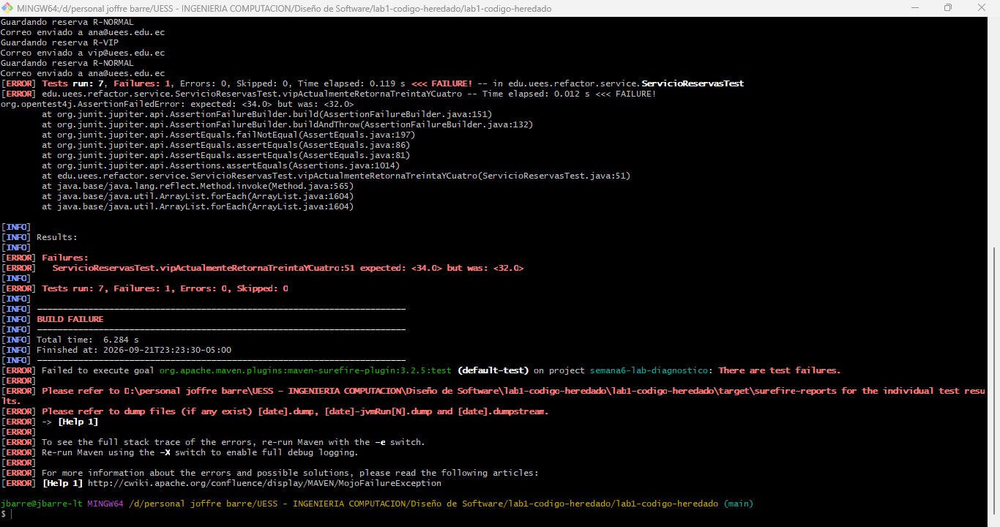 MINGW64:/d/personal joffre barre/UESS - INGENIERIA COMPUTACION/Diseño de Software/lab1-codigo-heredado/lab1-codigo-heredado
Guardando reserva R-NORMAL
Correo enviado a ana@uees.edu.ec
Guardando reserva R-VIP
Correo enviado a vip@uees.edu.ec
Guardando reserva R-NORMAL
Correo enviado a ana@uees.edu.ec
[ERROR] Tests run: 7, Failures: 1, Errors: 0, Skipped: 0, Time elapsed: 0.119 s <<< FAILURE! -- in edu.uees.refactor.service.ServicioReservasTest
[ERROR] edu.uees.refactor.service.ServicioReservasTest.vipActualmenteRetornaTreintaYCuatro -- Time elapsed: 0.012 s <<< FAILURE!
org.opentest4j.AssertionFailedError: expected: <34.0> but was: <32.0>
at org.junit.jupiter.api.AssertionFailureBuilder.build(AssertionFailureBuilder.java:151)
at org.junit.jupiter.api.AssertionFailureBuilder.buildAndThrow(AssertionFailureBuilder.java:132)
at org.junit.jupiter.api.AssertEquals.failNotEqual(AssertEquals.java:197)
at org.junit.jupiter.api.AssertEquals.assertEquals(AssertEquals.java:86)
at org.junit.jupiter.api.AssertEquals.assertEquals(AssertEquals.java:81)
at org.junit.jupiter.api.Assertions.assertEquals(Assertions.java:1014)
at edu.uees.refactor.service.ServicioReservasTest.vipActualmenteRetornaTreintaYCuatro(ServicioReservasTest.java:51)
at java.base/java.lang.reflect.Method.invoke(Method.java:565)
at java.base/java.util.ArrayList.forEach(ArrayList.java:1604)
at java.base/java.util.ArrayList.forEach(ArrayList.java:1604)
[INFO]
[INFO] Results:
[INFO]
[ERROR] Failures:
[ERROR]   ServicioReservasTest.vipActualmenteRetornaTreintaYCuatro:51 expected: <34.0> but was: <32.0>
[INFO]
[ERROR] Tests run: 7, Failures: 1, Errors: 0, Skipped: 0
[INFO]
[INFO] ------------------------------------------------------------------------
[INFO] BUILD FAILURE
[INFO] ------------------------------------------------------------------------
[INFO] Total time:  6.284 s
[INFO] Finished at: 2026-09-21T23:23:30-05:00
[INFO] ------------------------------------------------------------------------
[ERROR] Failed to execute goal org.apache.maven.plugins:maven-surefire-plugin:3.2.5:test (default-test) on project semana6-lab-diagnostico: There are test failures.
[ERROR]
[ERROR] Please refer to D:\personal joffre barre\UESS - INGENIERIA COMPUTACION\Diseño de Software\lab1-codigo-heredado\lab1-codigo-heredado\target\surefire-reports for the individual test resu
lts.
[ERROR] Please refer to dump files (if any exist) [date].dump, [date]-jvmRun[N].dump and [date].dumpstream.
[ERROR] -> [Help 1]
[ERROR]
[ERROR] To see the full stack trace of the errors, re-run Maven with the -e switch.
[ERROR] Re-run Maven using the -X switch to enable full debug logging.
[ERROR]
[ERROR] For more information about the errors and possible solutions, please read the following articles:
[ERROR] [Help 1] http://cwiki.apache.org/confluence/display/MAVEN/MojoFailureException
jbarre@jbarre-lt MINGW64 /d/personal joffre barre/UESS - INGENIERIA COMPUTACION/Diseño de Software/lab1-codigo-heredado/lab1-codigo-heredado (main)
$